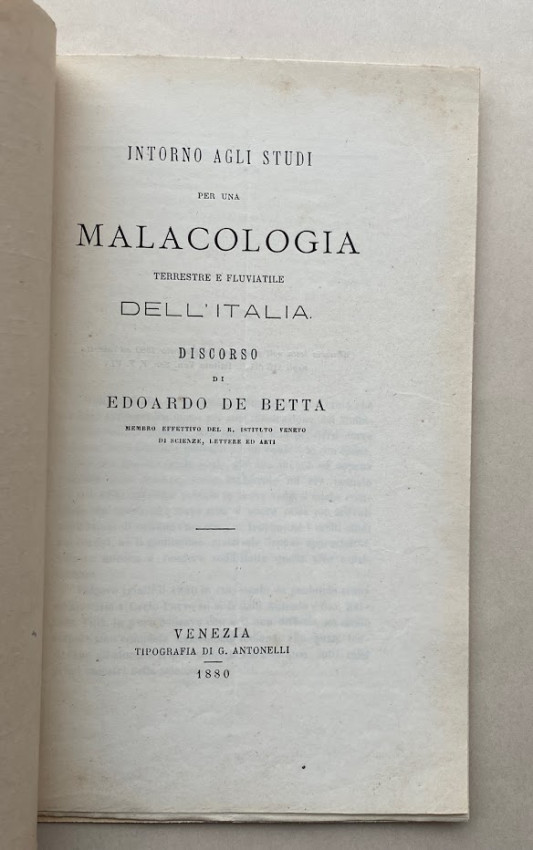 INTORNO AGLI STUDI
PER UNA
MALACOLOGIA
TERRESTRE E FLUVIATILE
DELL'ITALIA.
DISCORSO
DI
EDOARDO DE BETTA
MEMBRO EFFETTIVO DEL R. ISTITUTO VENETO
DI SCIENZE, LETTERE ED ARTI
VENEZIA
TIPOGRAFIA DI G. ANTONELLI
1880